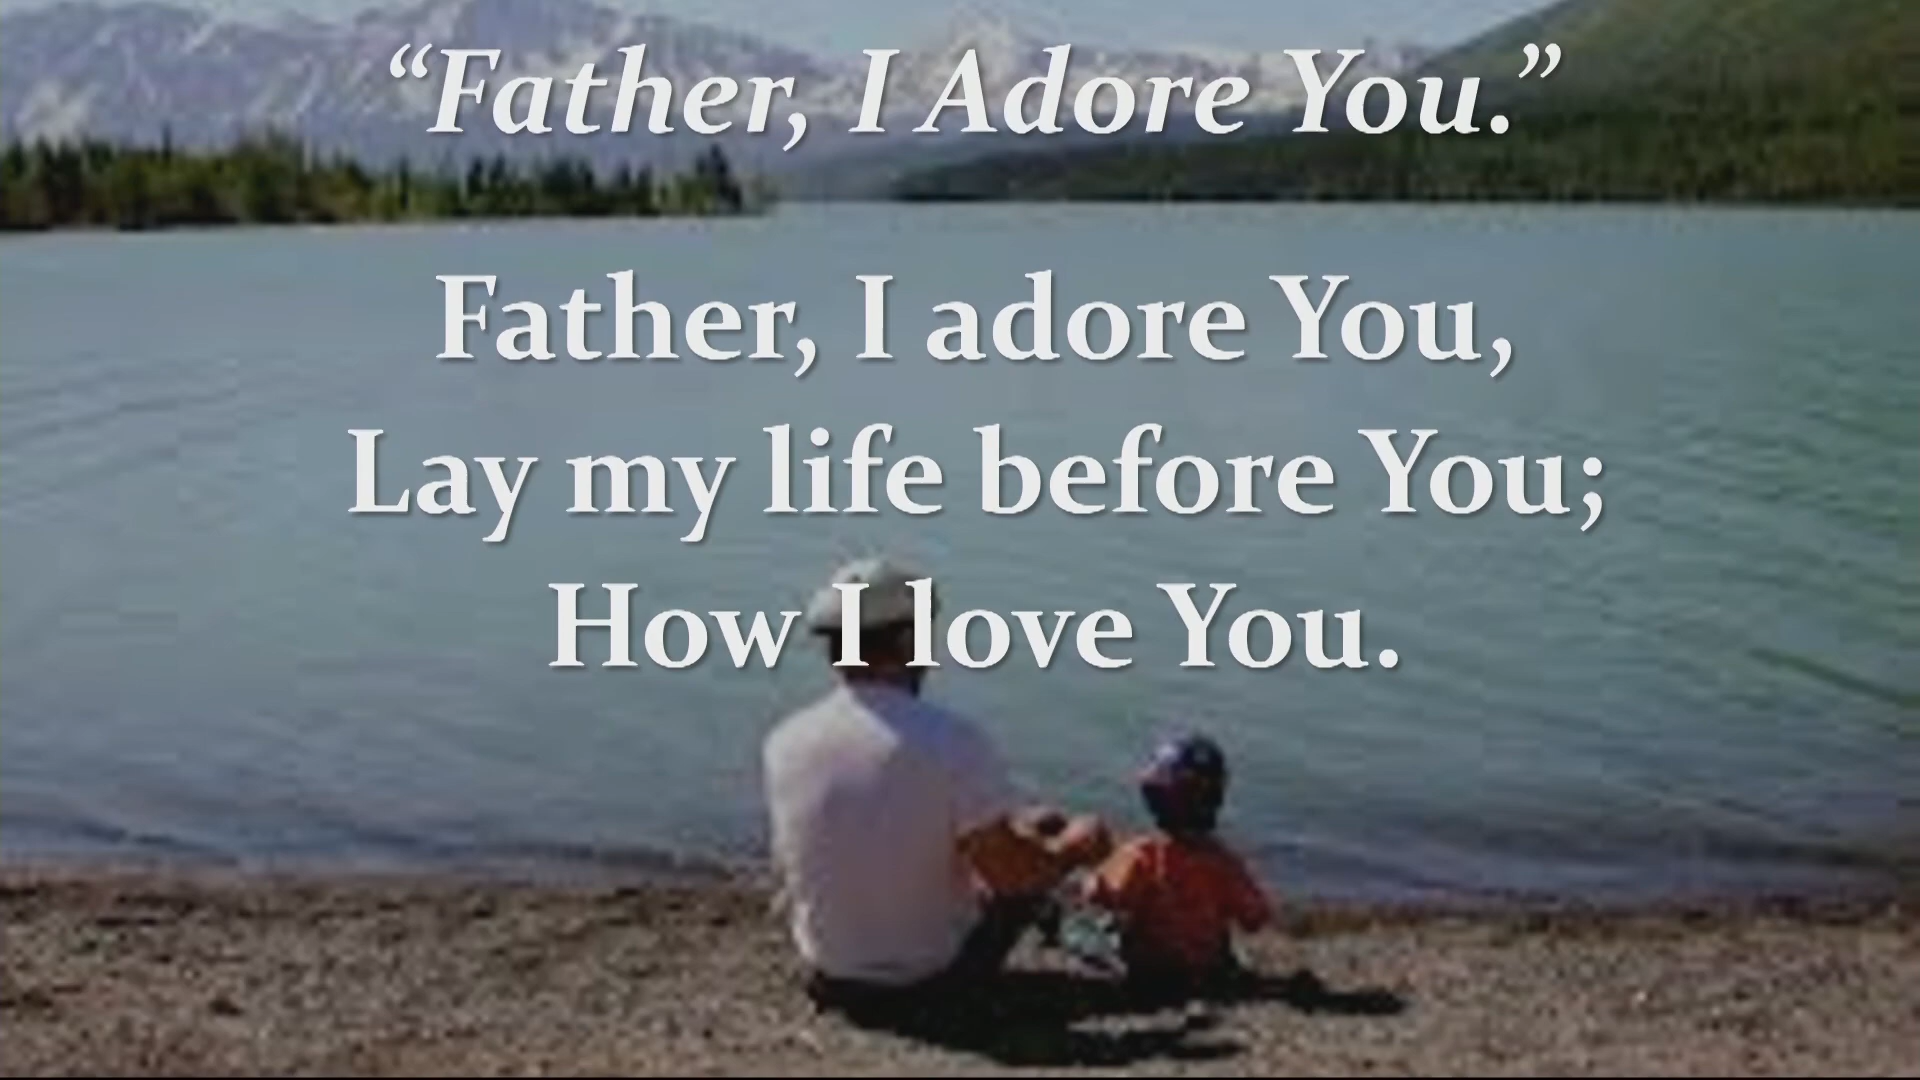 “Father, I Adore You.”
Father, I adore You,
Lay my life before You;
How I love You.